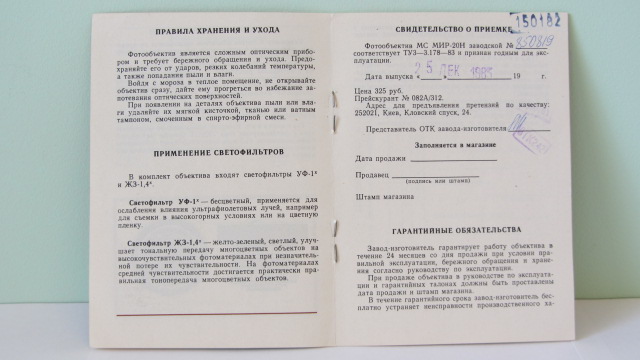 ПРАВИЛА ХРАНЕНИЯ И УХОДА
Фотообъектив является сложным оптическим прибо-
ром и требует бережного обращения и ухода. Предо-
храняйте его от ударов, резких колебаний температуры,
а также попадания пыли и влаги.
Войдя с мороза в теплое помещение, не открывайте
объектив сразу, дайте ему прогреться во избежание за-
потевания оптических поверхностей.
При появлении на деталях объектива пыли или вла-
ги удаляйте их мягкой кисточкой, тканью или ватным
тампоном, смоченным в спирто-эфирной смеси.
ПРИМЕНЕНИЕ СВЕТОФИЛЬТРОВ
В комплект объектива входят светофильтры УФ-1ˣ
и ЖЗ-1,4ˣ.
Светофильтр УФ-1ˣ — бесцветный, применяется для
ослабления влияния ультрафиолетовых лучей, например
для съемки в высокогорных условиях или на цветную
пленку.
Светофильтр ЖЗ-1,4ˣ — желто-зеленый, светлый, улуч-
шает тональную передачу многоцветных объектов на
высокочувствительных фотоматериалах при незначитель-
ной потере их чувствительности. На фотоматериалах
средней чувствительности достигается практически пра-
вильная тонопередача многоцветных объектов.
150182
СВИДЕТЕЛЬСТВО О ПРИЕМКЕ
Фотообъектив МС МИР-20Н заводской № 850819
соответствует ТУ3—3.178—83 и признан годным для экс-
плуатации.
Дата выпуска 25 ДЕК 1985 19 г.
Цена 325 руб.
Прейскурант № 082А/312.
Адрес для предъявления претензий по качеству:
252021, Киев, Кловский спуск, 24.
Представитель ОТК завода-изготовителя
Заполняется в магазине
Дата продажи
Продавец
(подпись или штамп)
Штамп магазина
ГАРАНТИЙНЫЕ ОБЯЗАТЕЛЬСТВА
Завод-изготовитель гарантирует работу объектива в
течение 24 месяцев со дня продажи при условии пра-
вильной эксплуатации, бережного обращения и хране-
ния согласно руководству по эксплуатации.
При продаже объектива в руководстве по эксплуата-
ции и гарантийных талонах должны быть проставлены
дата продажи и штамп магазина.
В течение гарантийного срока завод-изготовитель бес-
платно устраняет неисправности производственного за-